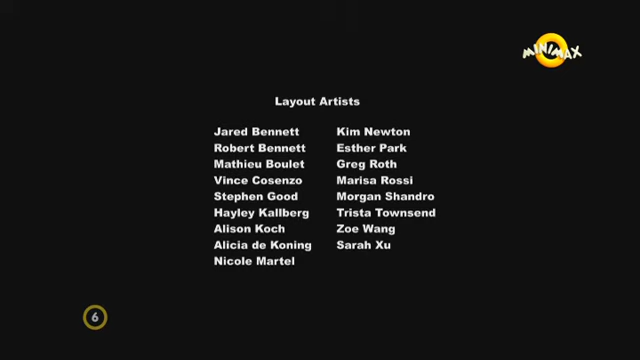 MINIMAX
Layout Artists
Jared Bennett
Robert Bennett
Mathieu Boulet
Vince Cosenzo
Stephen Good
Hayley Kallberg
Alison Koch
Alicia de Koning
Nicole Martel
Kim Newton
Esther Park
Greg Roth
Marisa Rossi
Morgan Shandro
Trista Townsend
Zoe Wang
Sarah Xu
6